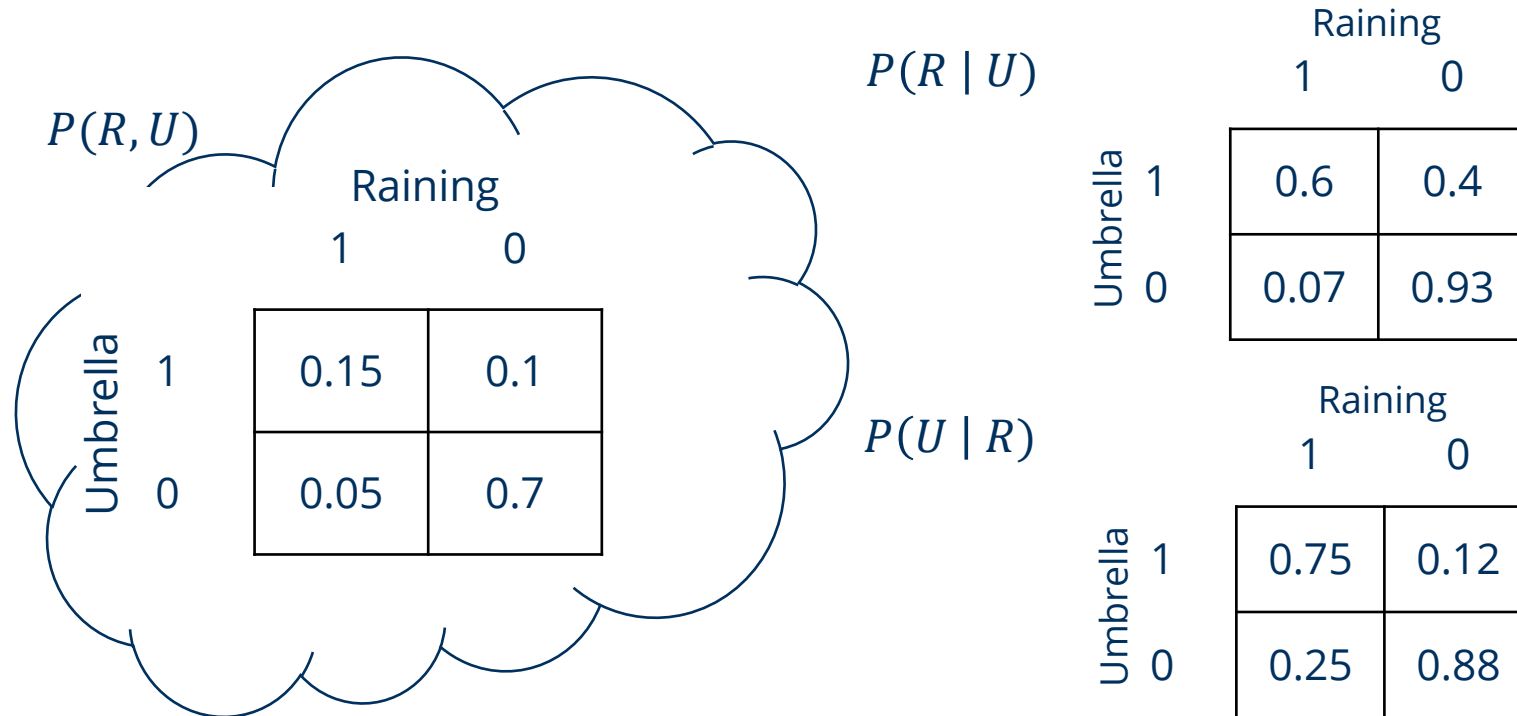 P(R, U)
Raining
1 0
Umbrella
1 0.15 0.1
0 0.05 0.7
P(R | U)
Raining
1 0
Umbrella
1 0.6 0.4
0 0.07 0.93
P(U | R)
Raining
1 0
Umbrella
1 0.75 0.12
0 0.25 0.88